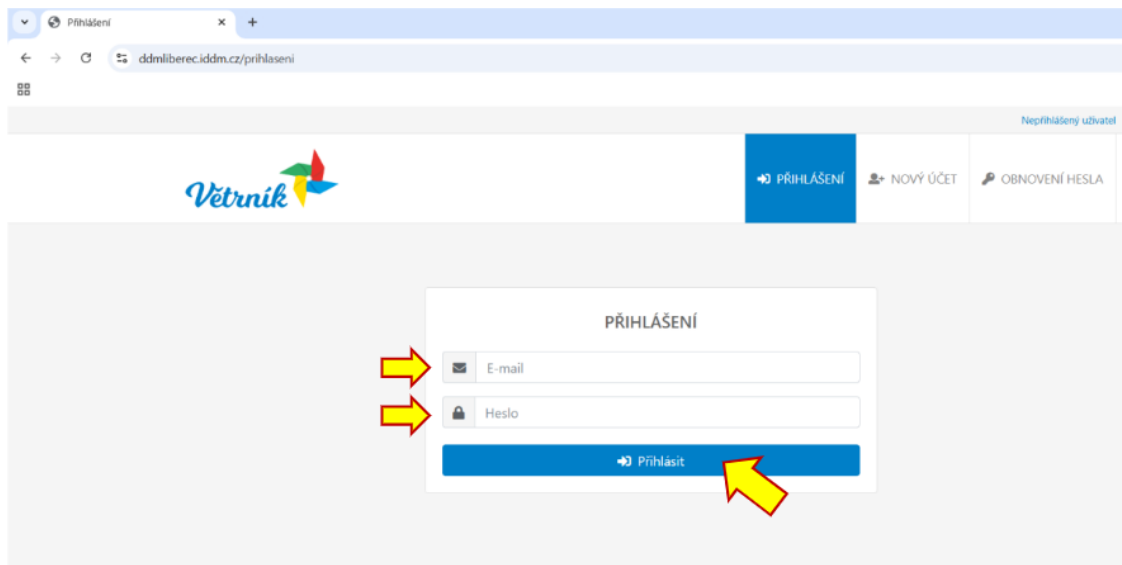 Přihlášení
ddmliberec.iddm.cz/prihlaseni
Nepřihlášený uživatel
Větrník
PŘIHLÁŠENÍ
NOVÝ ÚČET
OBNOVENÍ HESLA
PŘIHLÁŠENÍ
E-mail
Heslo
Přihlásit